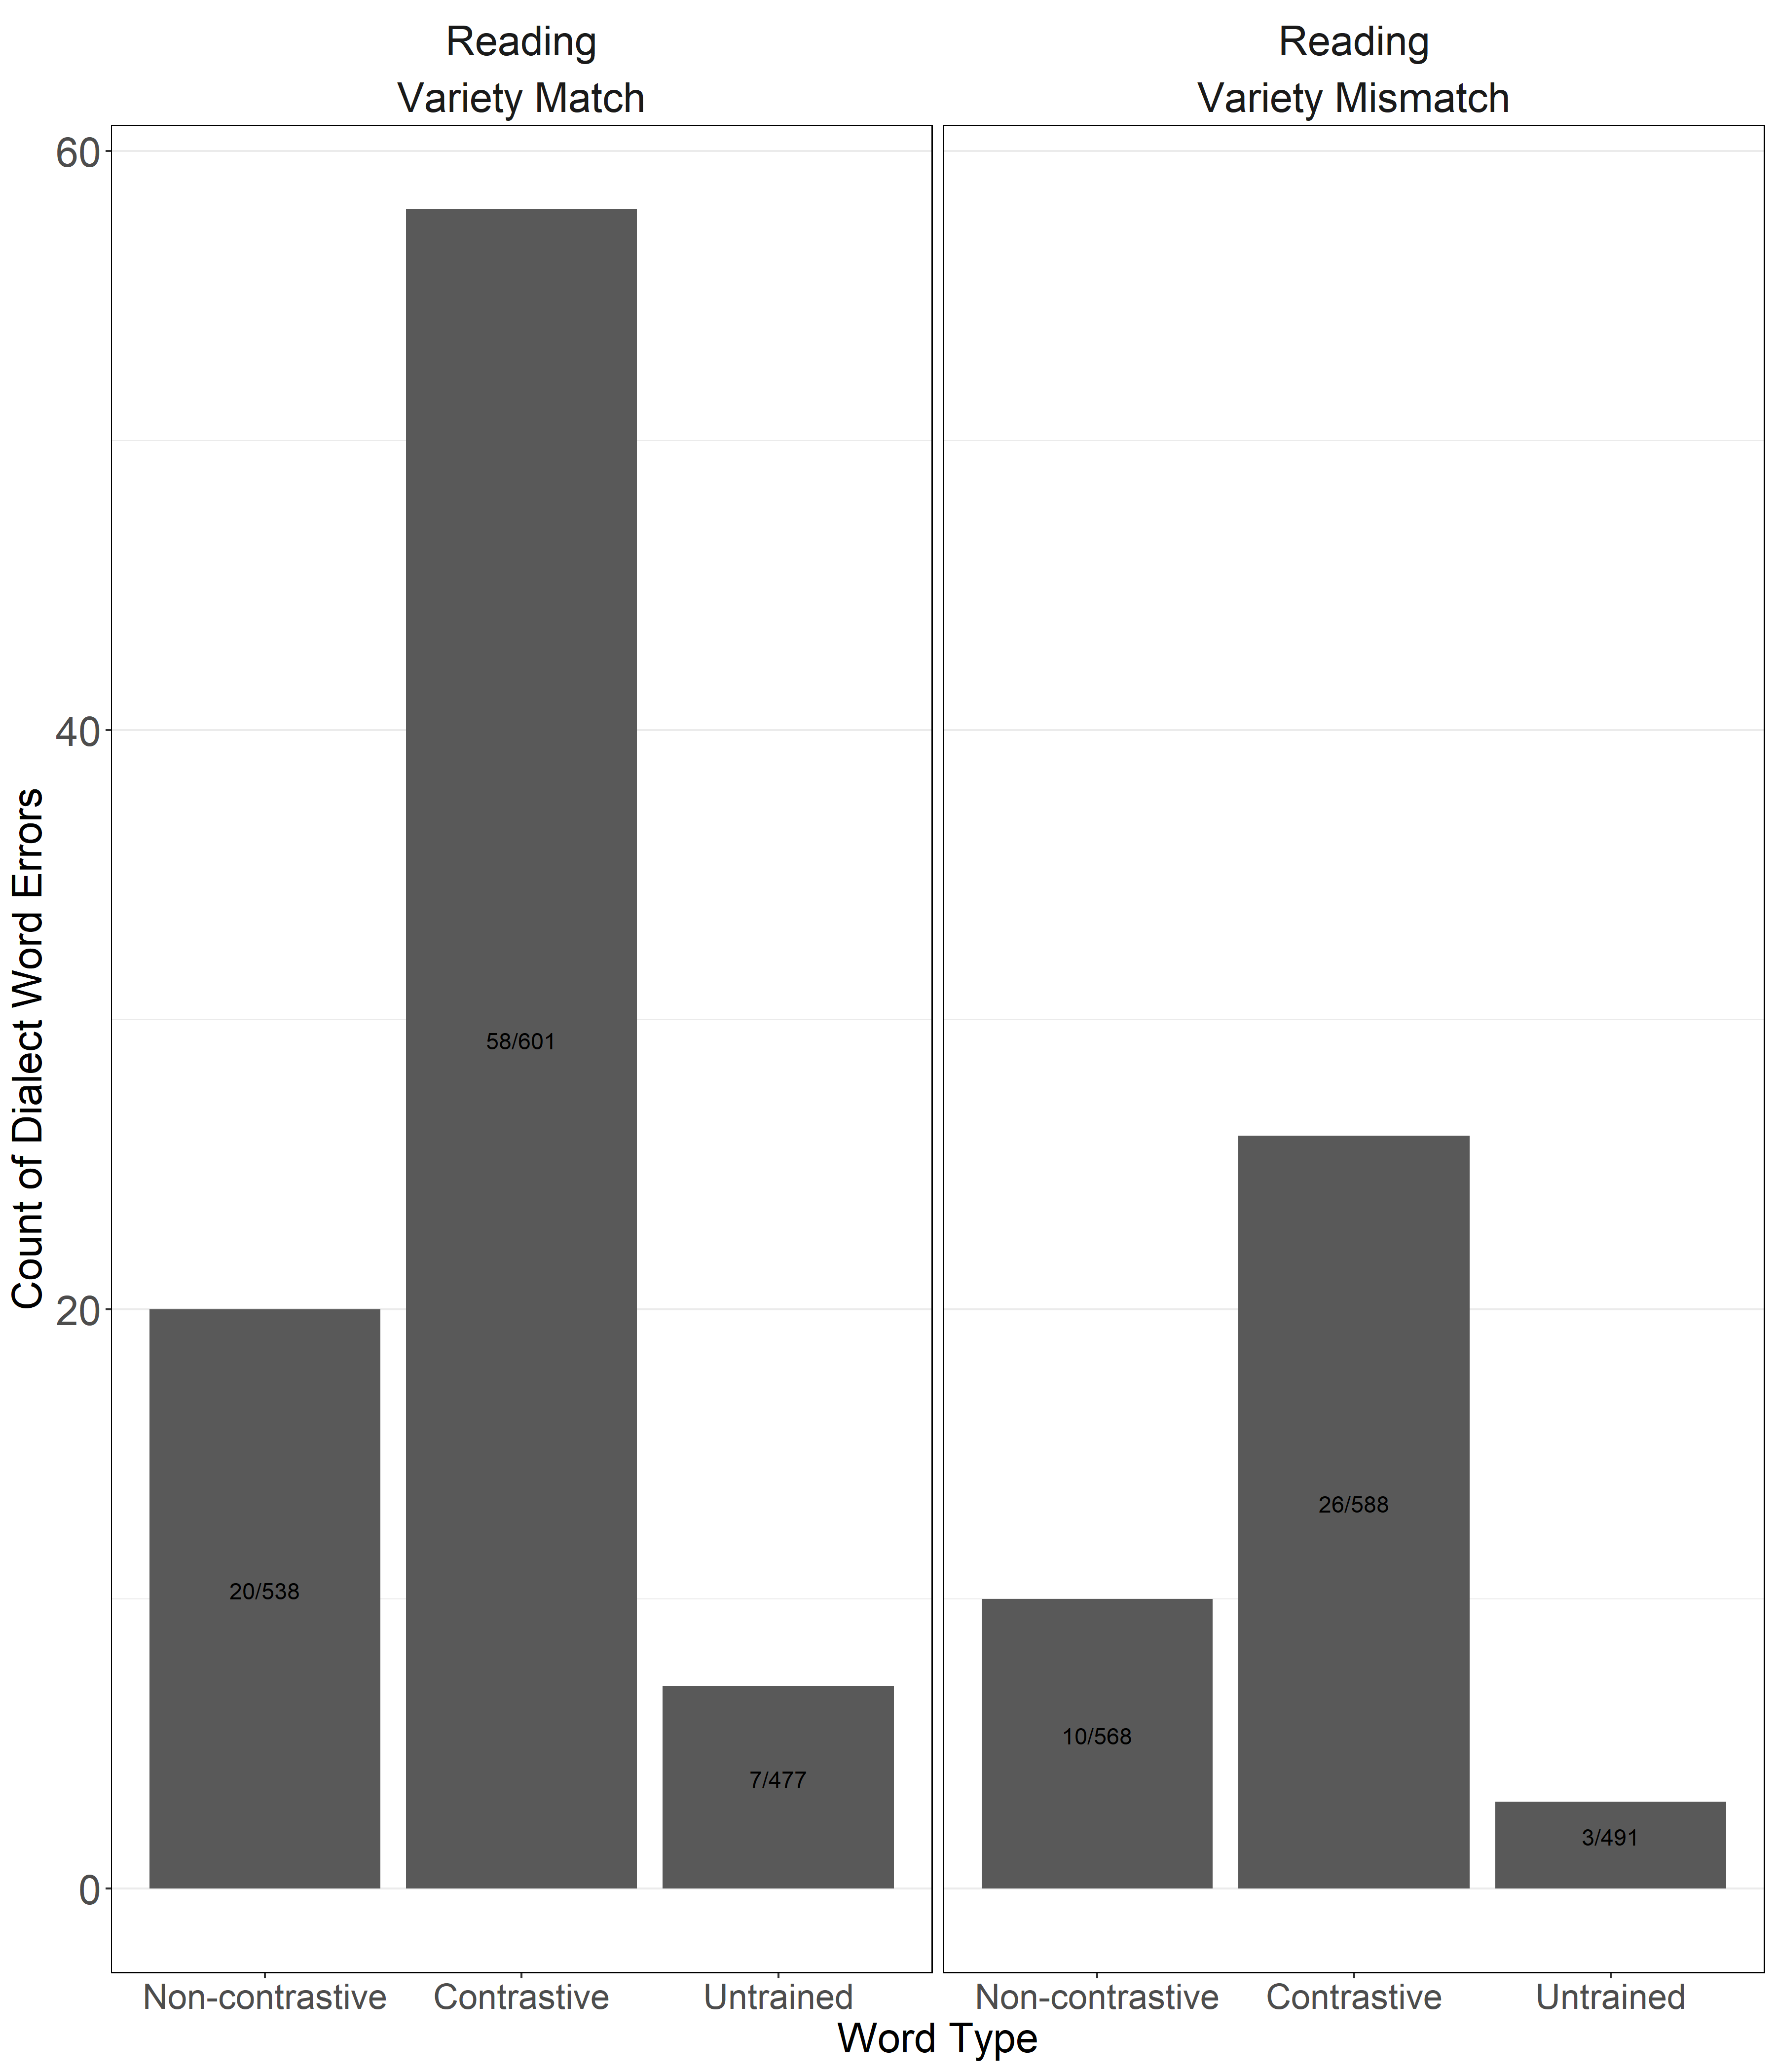 Reading
Variety Match
Reading
Variety Mismatch
60
40
20
0
Count of Dialect Word Errors
20/538
58/601
7/477
10/568
26/588
3/491
Non-contrastive
Contrastive
Untrained
Non-contrastive
Contrastive
Untrained
Word Type